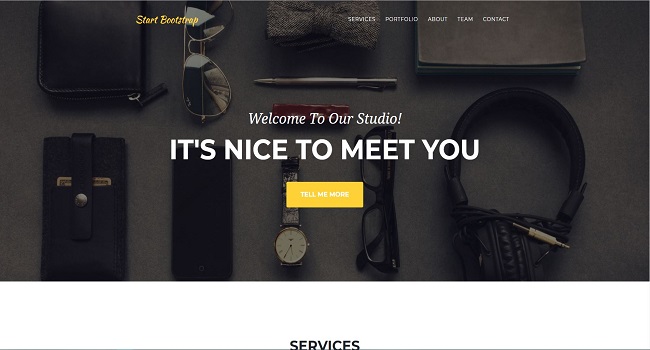 Start Bootstrap
SERVICES PORTFOLIO ABOUT TEAM CONTACT
Welcome To Our Studio!
IT'S NICE TO MEET YOU
TELL ME MORE
SERVICES